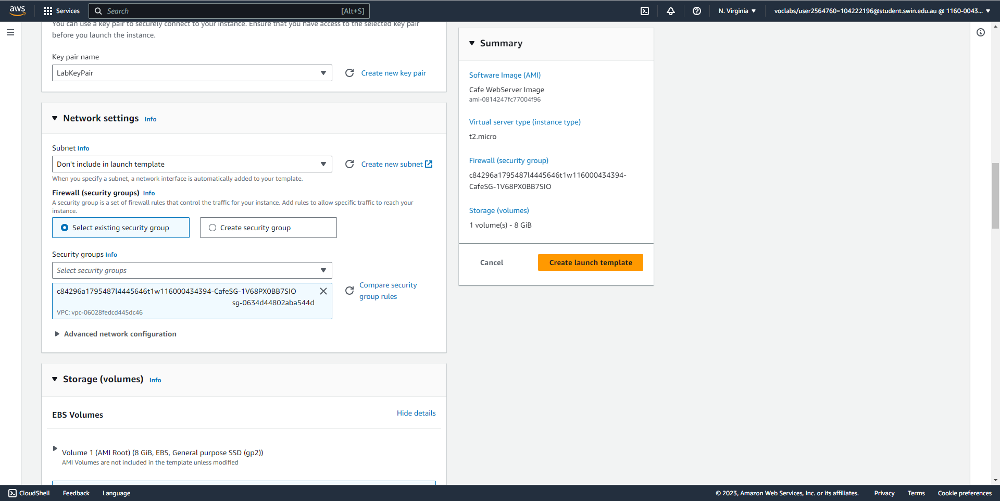 aws
Services
Search
[Alt+S]
N. Virginia
voclabs/user2564760=104222196@student.swin.edu.au @ 1160-0043...
You can use a key pair to securely connect to your instance. Ensure that you have access to the selected key pair
before you launch the instance.
Key pair name
LabKeyPair
Create new key pair
Network settings Info
Subnet Info
Don't include in launch template
Create new subnet
When you specify a subnet, a network interface is automatically added to your template.
Firewall (security groups) Info
A security group is a set of firewall rules that control the traffic for your instance. Add rules to allow specific traffic to reach your
instance.
Select existing security group
Create security group
Security groups Info
Select security groups
c84296a1795487l4445646t1w116000434394-CafeSG-1V68PX0BB7SIO
sg-0634d44802aba544d
VPC: vpc-06028fedcd445dc46
Compare security
group rules
Advanced network configuration
Storage (volumes) Info
EBS Volumes
Hide details
Volume 1 (AMI Root) (8 GiB, EBS, General purpose SSD (gp2))
AMI Volumes are not included in the template unless modified
Summary
Software Image (AMI)
Cafe WebServer Image
ami-0814247fc77004f96
Virtual server type (instance type)
t2.micro
Firewall (security group)
c84296a1795487l4445646t1w116000434394-
CafeSG-1V68PX0BB7SIO
Storage (volumes)
1 volume(s) - 8 GiB
Cancel
Create launch template
CloudShell
Feedback
Language
© 2023, Amazon Web Services, Inc. or its affiliates.
Privacy
Terms
Cookie preferences